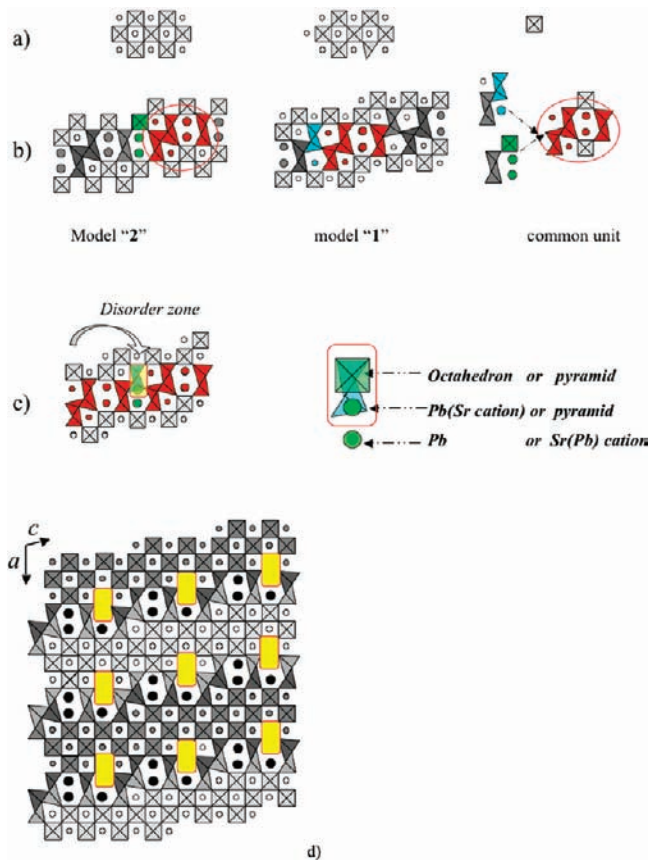 a)
b)
Model “2”
model “1”
common unit
Disorder zone
c)
Octahedron or pyramid
Pb(Sr cation) or pyramid
Pb or Sr(Pb) cation
c
a
d)